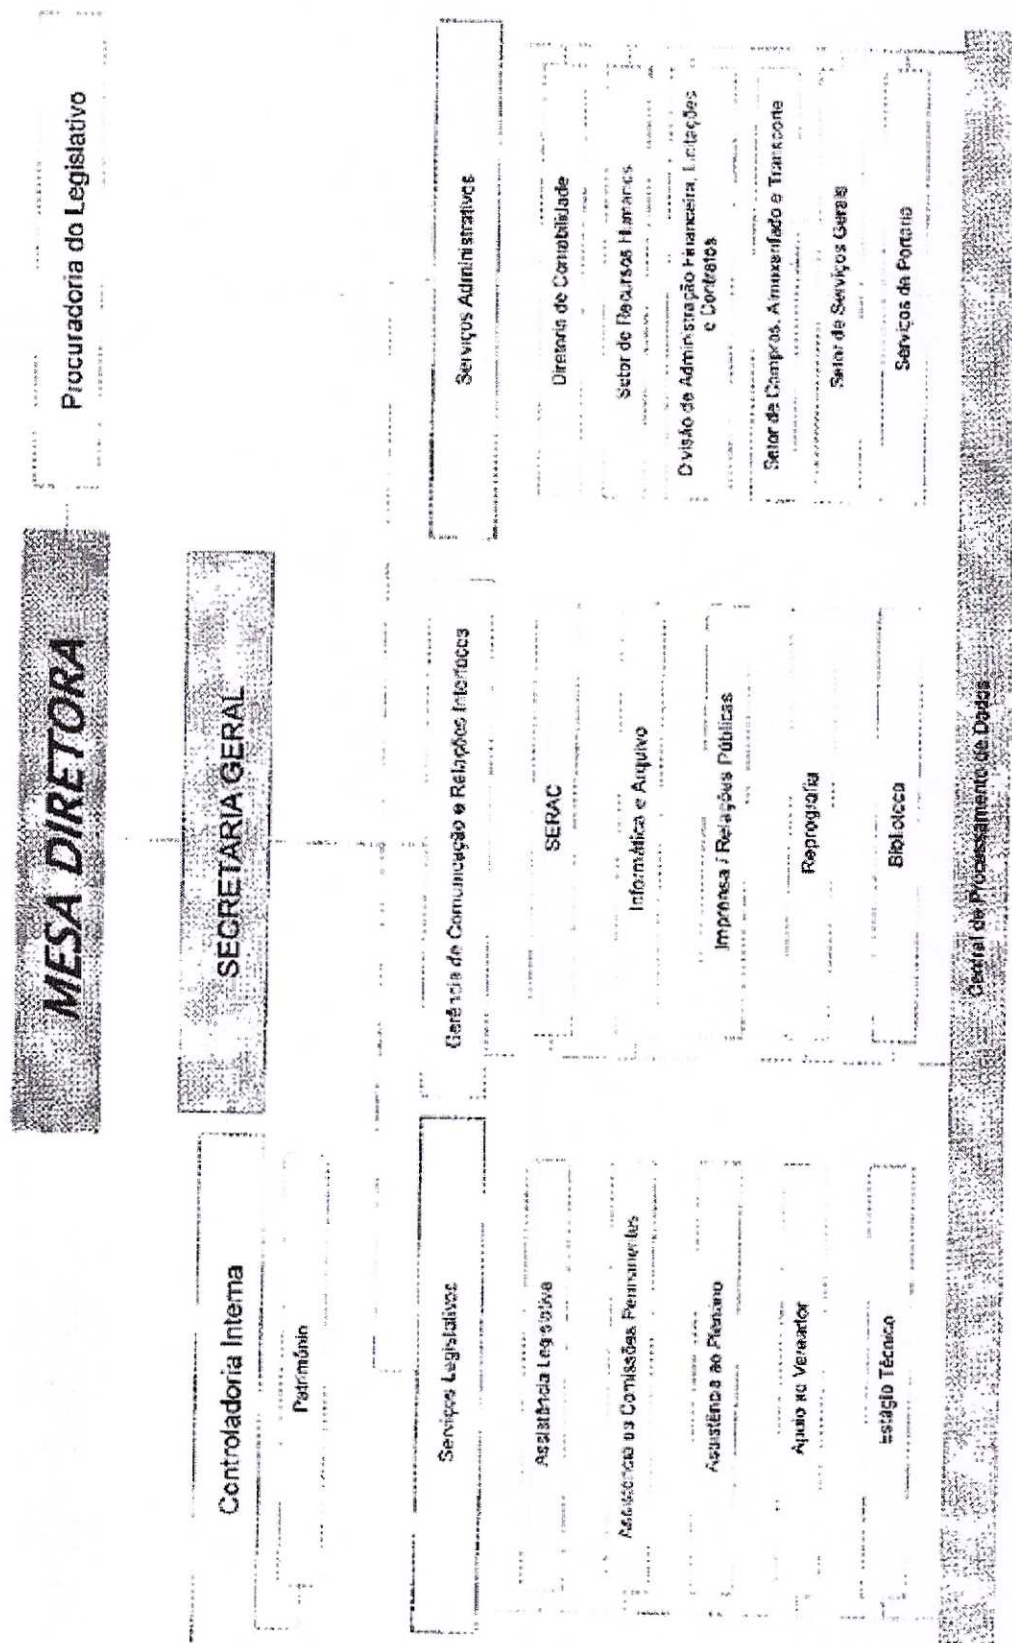 MESA DIRETORA
Procuradoria do Legislativo
SECRETARIA GERAL
Controladoria Interna
Patrimônio
Serviços Legislativos
Gerência de Comunicação e Relações Interfaces
Serviços Administrativos
Assistência Legislativa
Assistência as Comissões Permanentes
Assistência ao Plenário
Apoio ao Vereador
Estágio Técnico
SERAC
Informática e Arquivo
Imprensa / Relações Públicas
Reprografia
Biblioteca
Diretoria de Contabilidade
Setor de Recursos Humanos
Divisão de Administração Financeira, Licitações
e Contratos
Setor de Compras, Almoxarifado e Transporte
Setor de Serviços Gerais
Serviços da Portaria
Central de Processamento de Dados